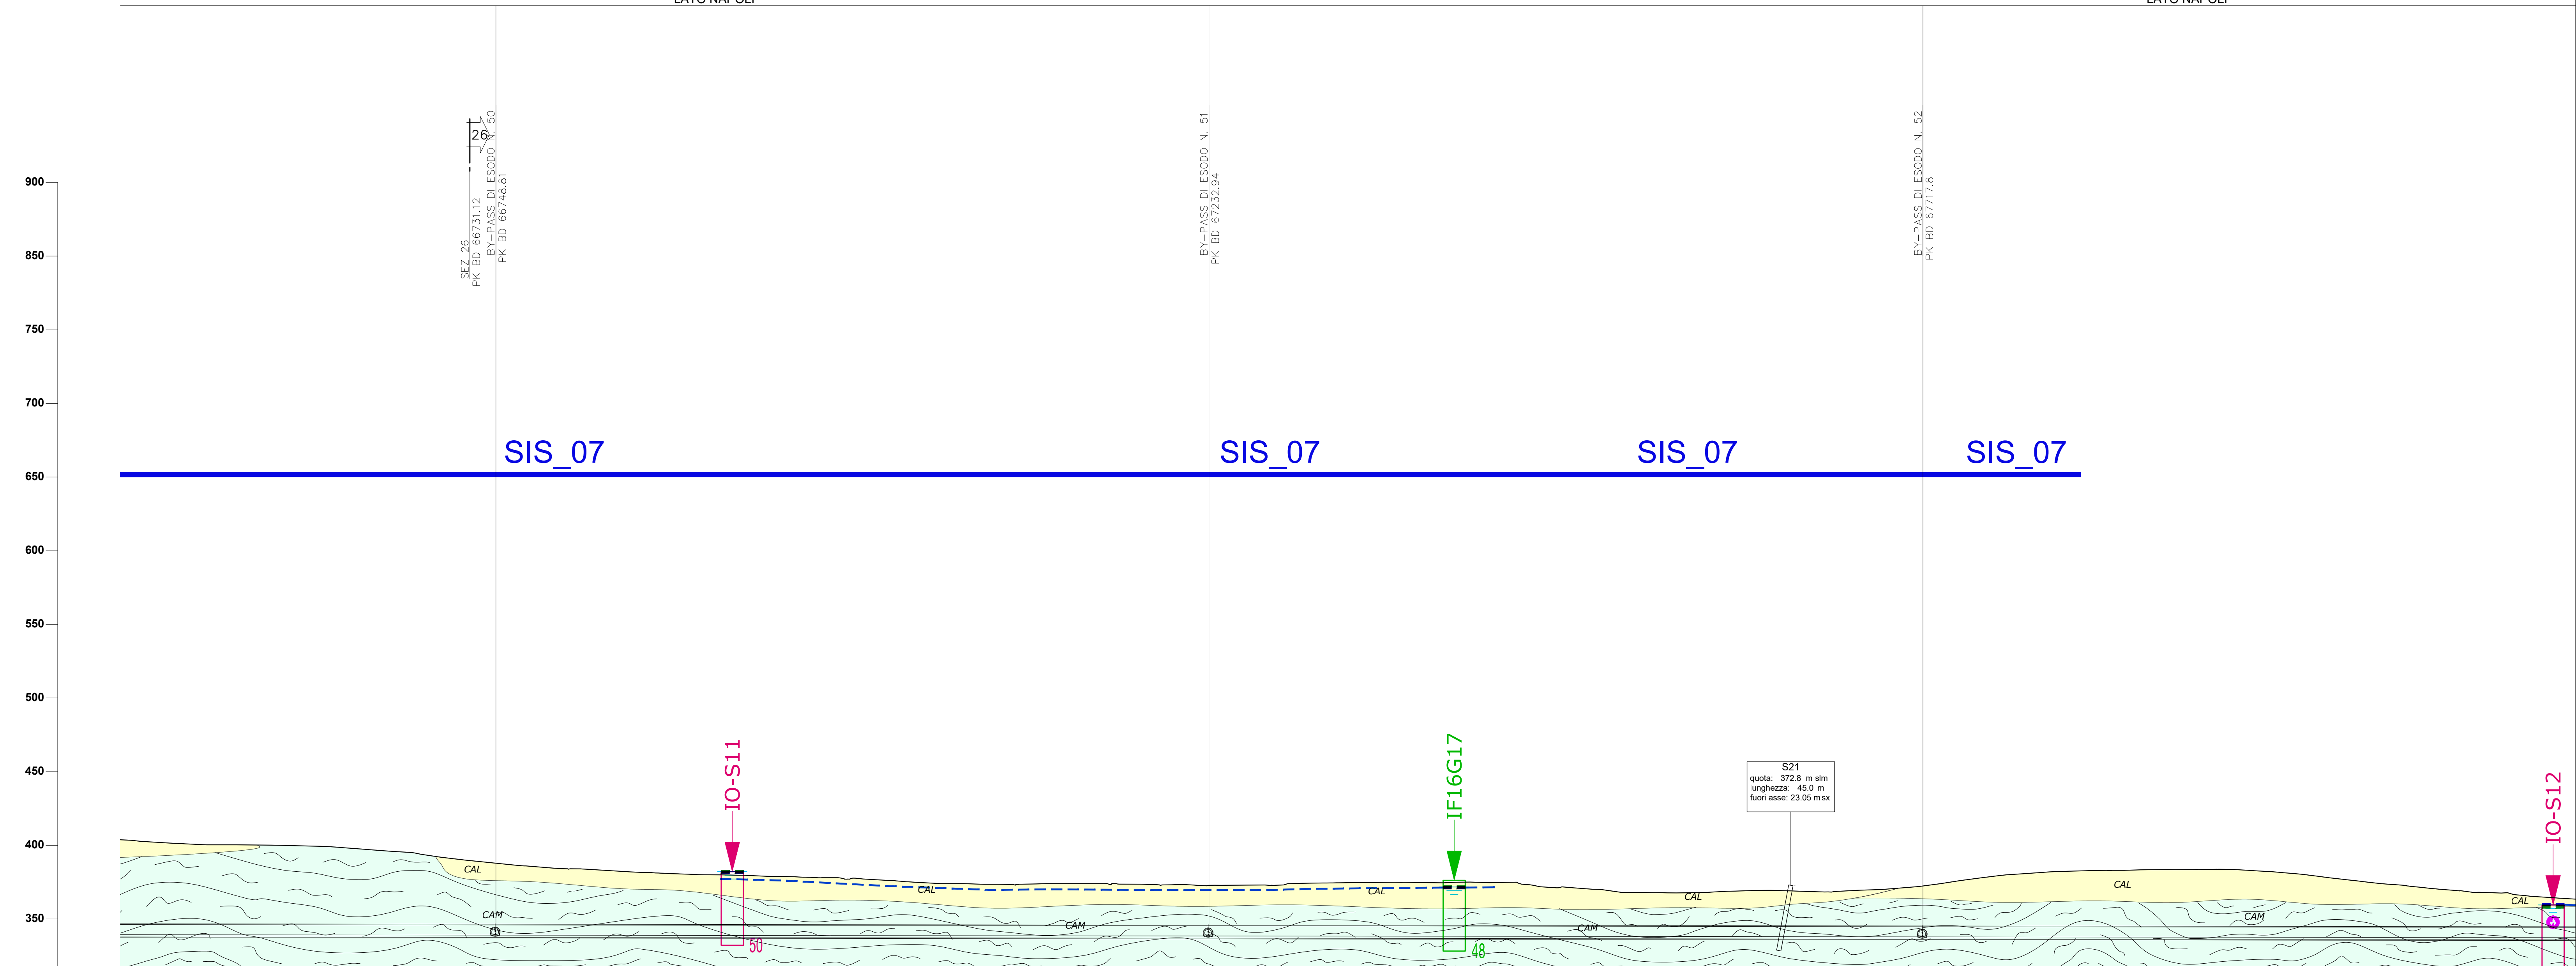 LATO NAPOLI
LATO NAPOLI
26
SEZ 26
PK BD 66731.12
BY-PASS DI ESODO N. 50
PK BD 66748.81
BY-PASS DI ESODO N. 51
PK BD 67232.94
BY-PASS DI ESODO N. 52
PK BD 67717.8
900
850
800
750
700
650
600
550
500
450
400
350
SIS_07
SIS_07
SIS_07
SIS_07
IO-S11
IF16G17
S21
quota: 372.8 m slm
lunghezza: 45.0 m
fuori asse: 23.05 m sx
IO-S12
CAL
CAL
CAL
CAL
CAL
CAL
CAM
CAM
CAM
CAM
50
48